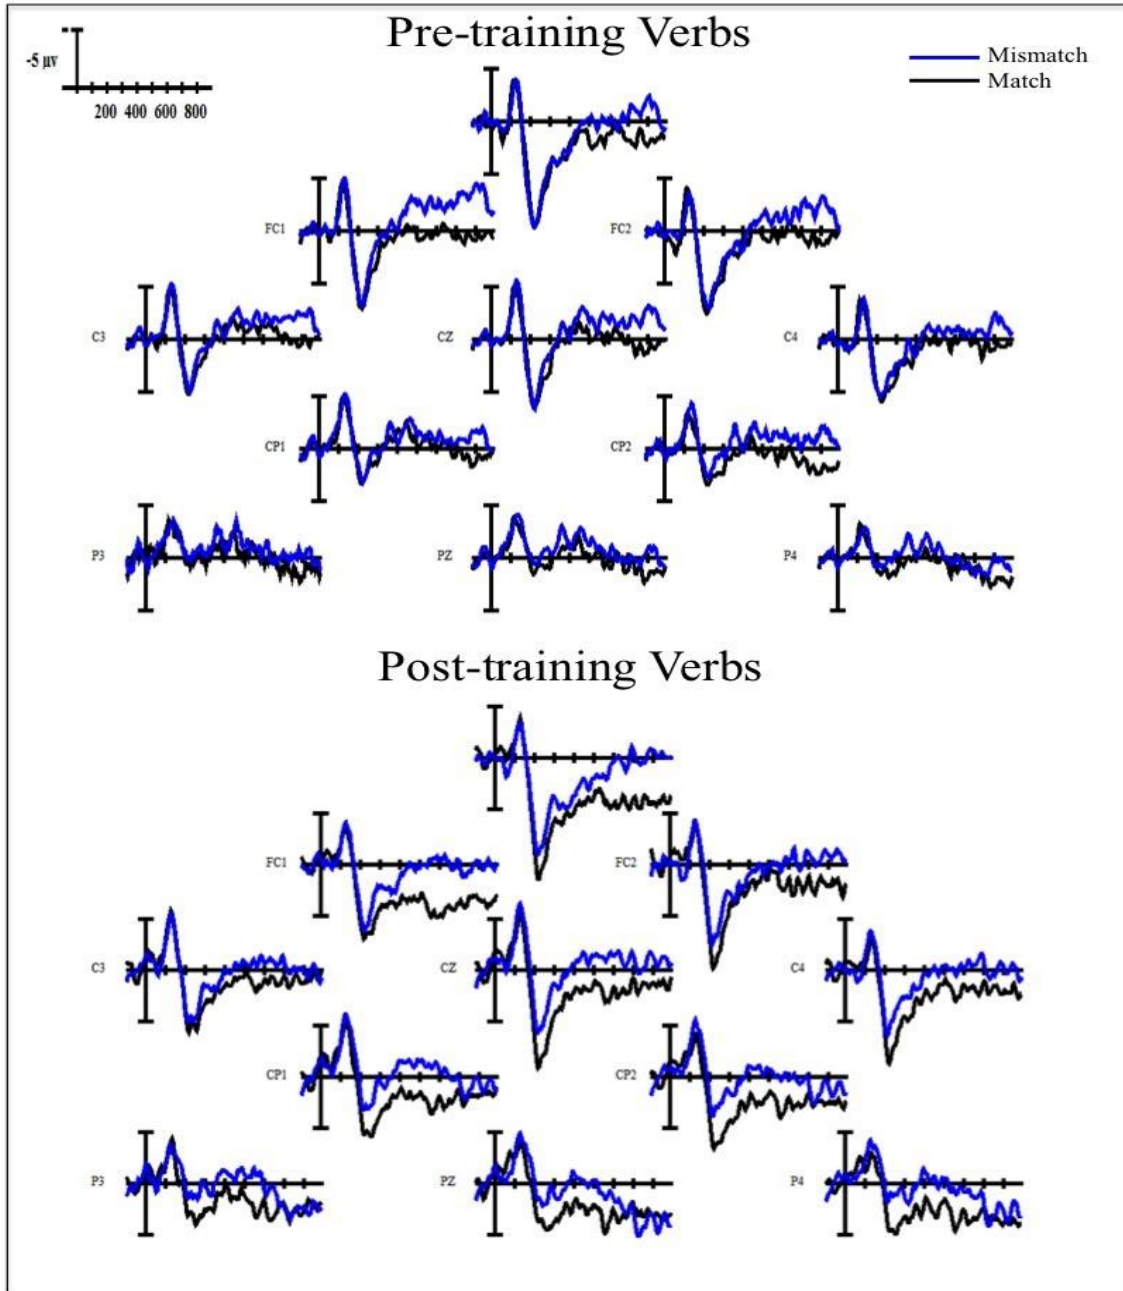 Pre-training Verbs
-5 μv
200 400 600 800
Mismatch
Match
FC1
FC2
C3
CZ
C4
CP1
CP2
P3
PZ
P4
Post-training Verbs
FC1
FC2
C3
CZ
C4
CP1
CP2
P3
PZ
P4